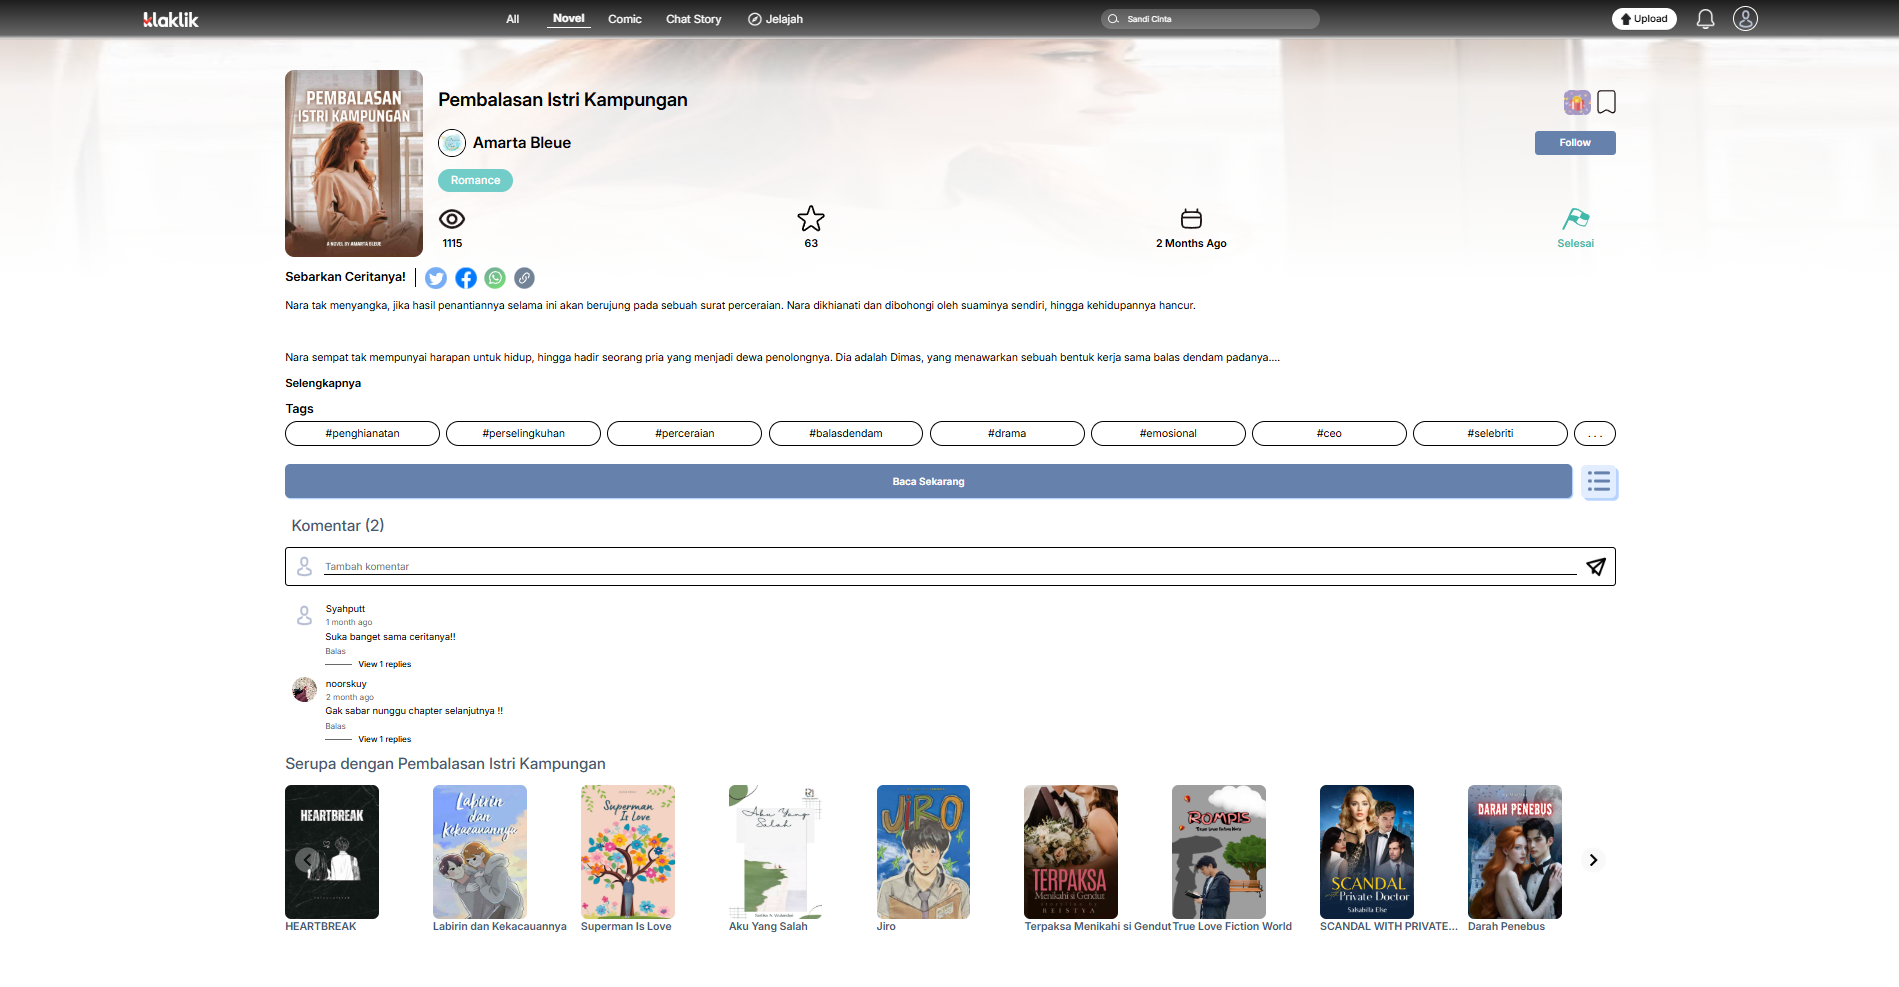 klaklik
All
Novel
Comic
Chat Story
Jelajah
Sandi Cinta
Upload
PEMBALASAN
ISTRI KAMPUNGAN
A NOVEL BY AMARTA BLEUE
Pembalasan Istri Kampungan
Amarta Bleue
Follow
Romance
1115
63
2 Months Ago
Selesai
Sebarkan Ceritanya!
Nara tak menyangka, jika hasil penantiannya selama ini akan berujung pada sebuah surat perceraian. Nara dikhianati dan dibohongi oleh suaminya sendiri, hingga kehidupannya hancur.
Nara sempat tak mempunyai harapan untuk hidup, hingga hadir seorang pria yang menjadi dewa penolongnya. Dia adalah Dimas, yang menawarkan sebuah bentuk kerja sama balas dendam padanya....
Selengkapnya
Tags
#penghianatan
#perselingkuhan
#perceraian
#balasdendam
#drama
#emosional
#ceo
#selebriti
...
Baca Sekarang
Komentar (2)
Tambah komentar
Syahputt
1 month ago
Suka banget sama ceritanya!!
Balas
View 1 replies
noorskuy
2 month ago
Gak sabar nunggu chapter selanjutnya !!
Balas
View 1 replies
Serupa dengan Pembalasan Istri Kampungan
HEARTBREAK
Labirin
dan
Kekacauannya
Superman
Is Love
Aku Yang
Salah
JIRO
TERPAKSA
Menikahi si Gendut
REISTYA
ROMPIS
SCANDAL
Private Doctor
Salsabila Else
DARAH PENEBUS
HEARTBREAK
Labirin dan Kekacauannya
Superman Is Love
Aku Yang Salah
Jiro
Terpaksa Menikahi si Gendut
True Love Fiction World
SCANDAL WITH PRIVATE...
Darah Penebus